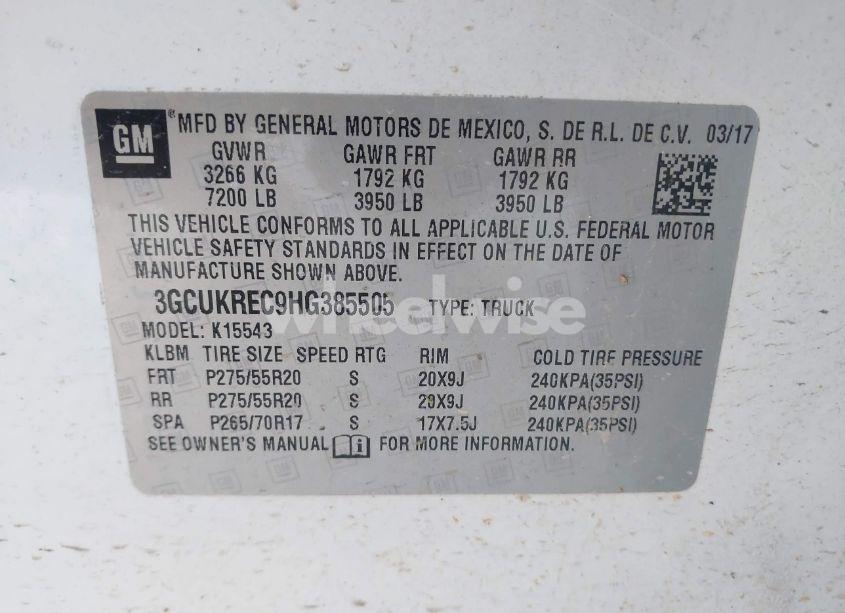 GM ® MFD BY GENERAL MOTORS DE MEXICO, S. DE R.L. DE C.V. 03/17
GVWR GAWR FRT GAWR RR
3266 KG 1792 KG 1792 KG
7200 LB 3950 LB 3950 LB
THIS VEHICLE CONFORMS TO ALL APPLICABLE U.S. FEDERAL MOTOR
VEHICLE SAFETY STANDARDS IN EFFECT ON THE DATE OF
MANUFACTURE SHOWN ABOVE.
3GCUKREC9HG385505 TYPE: TRUCK
wheelwise
MODEL: K15543
KLBM TIRE SIZE SPEED RTG RIM COLD TIRE PRESSURE
FRT P275/55R20 S 20X9J 240KPA(35PSI)
RR P275/55R20 S 20X9J 240KPA(35PSI)
SPA P265/70R17 S 17X7.5J 240KPA(35PSI)
SEE OWNER'S MANUAL i FOR MORE INFORMATION.